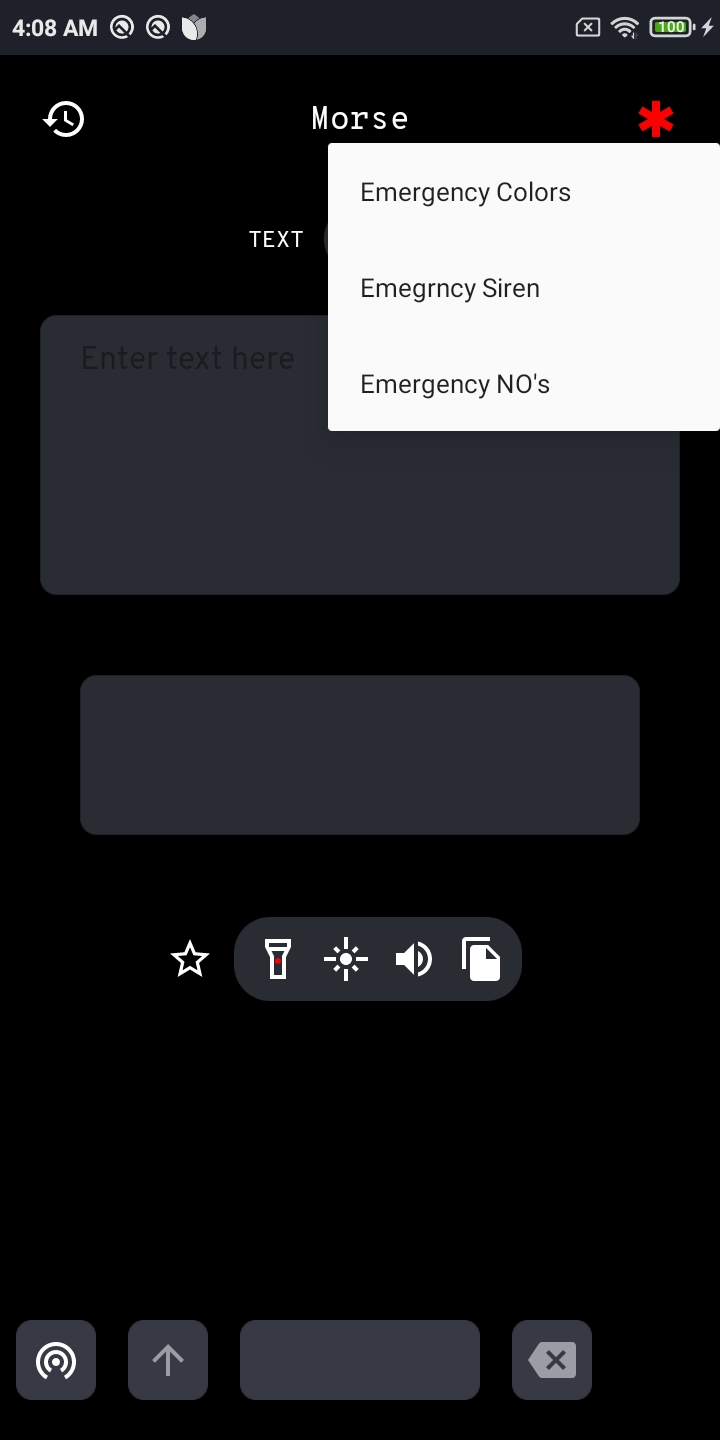 4:08 AM
100
Morse
Emergency Colors
TEXT
Emegrncy Siren
Enter text here
Emergency NO's